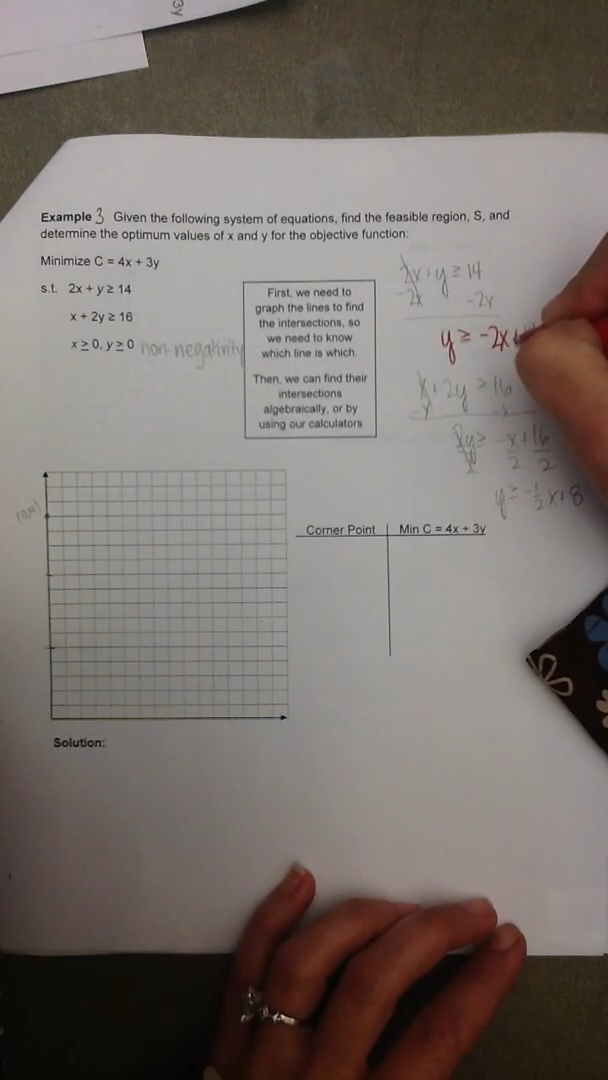 3y
Example 3 Given the following system of equations, find the feasible region, S, and
determine the optimum values of x and y for the objective function:
Minimize C = 4x + 3y
s.t. 2x + y ≥ 14
x + 2y ≥ 16
x ≥ 0, y ≥ 0 non-negativity
First, we need to
graph the lines to find
the intersections, so
we need to know
which line is which.
Then, we can find their
intersections
algebraically, or by
using our calculators
2x + y ≥ 14
-2x -2x
y ≥ -2x+
x + 2y ≥ 16
-x -x
2y ≥ -x+16
2 2 2
y ≥ -1/2 x + 8
Corner Point Min C = 4x + 3y
Solution: